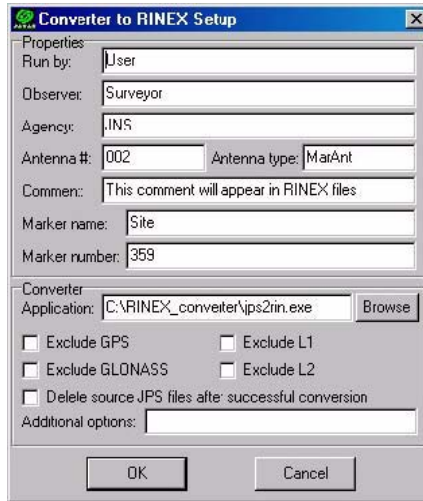 Converter to RINEX Setup
Properties
Run by: User
Observer: Surveyor
Agency: JNS
Antenna #: 002 Antenna type: MarAnt
Comment: This comment will appear in RINEX files
Marker name: Site
Marker number: 359
Converter
Application: C:\RINEX_converter\jps2rin.exe Browse
Exclude GPS Exclude L1
Exclude GLONASS Exclude L2
Delele source JPS files after successful conversion
Additional options:
OK Cancel